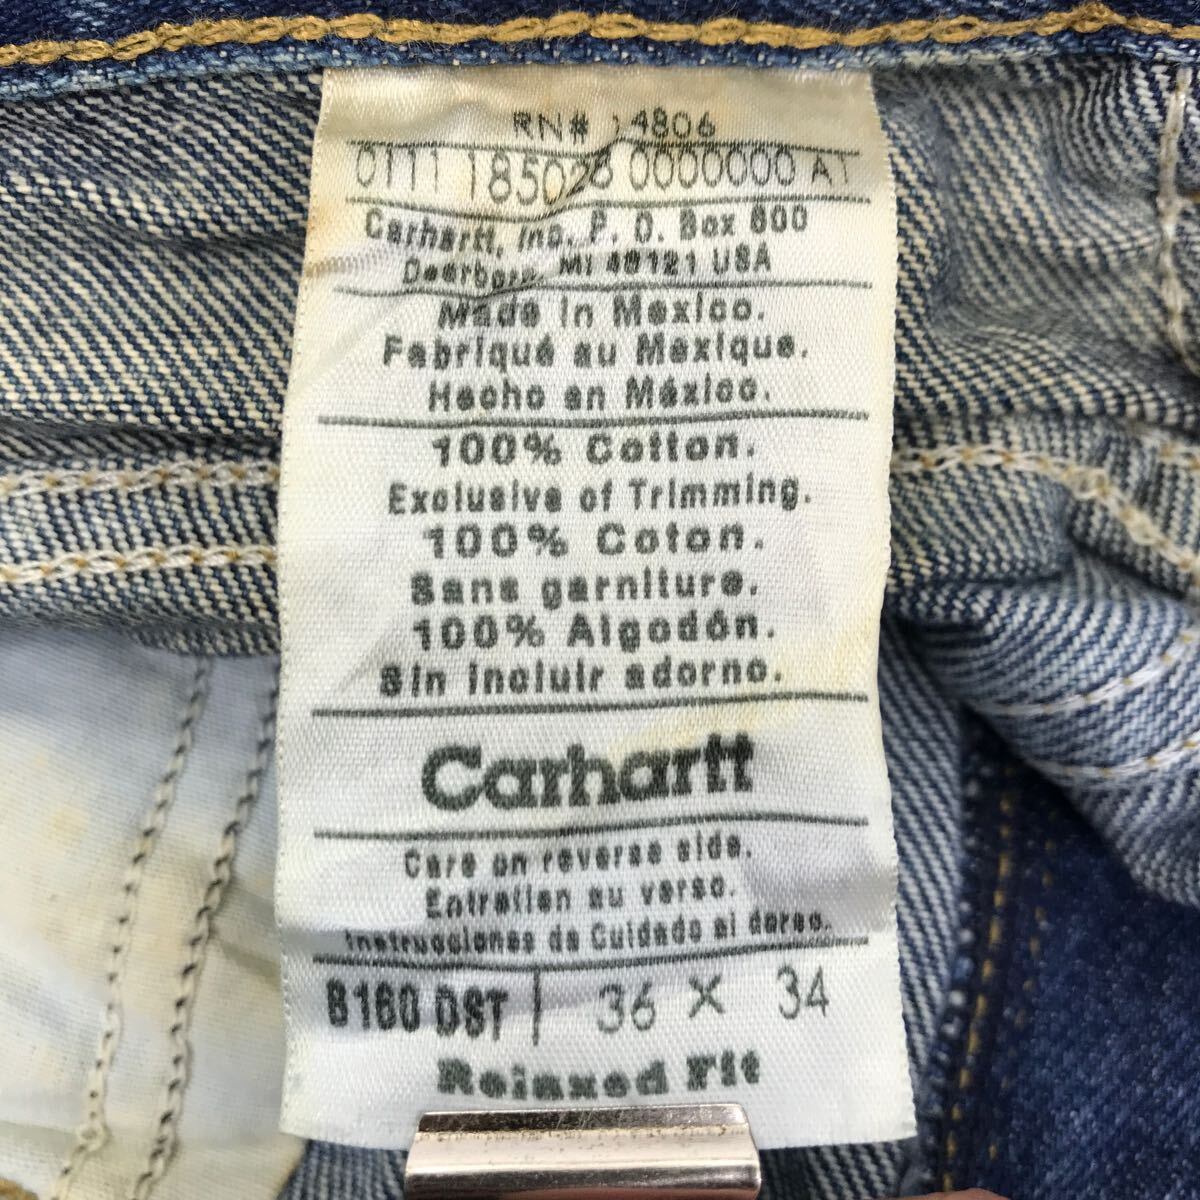 RN# 14806
0111 185028 0000000 A1
Carhartt, Inc. P. O. Box 600
Dearborn, MI 48121 USA
Made in Mexico.
Fabriqué au Mexique.
Hecho en México.
100% Cotton.
Exclusive of Trimming.
100% Coton.
Sans garniture.
100% Algodón.
Sin incluir adorno.
Carhartt
Care on reverse side.
Entretien au verso.
Instrucciones de Cuidado al dorso.
B160 DST | 36 X 34
Relaxed Fit